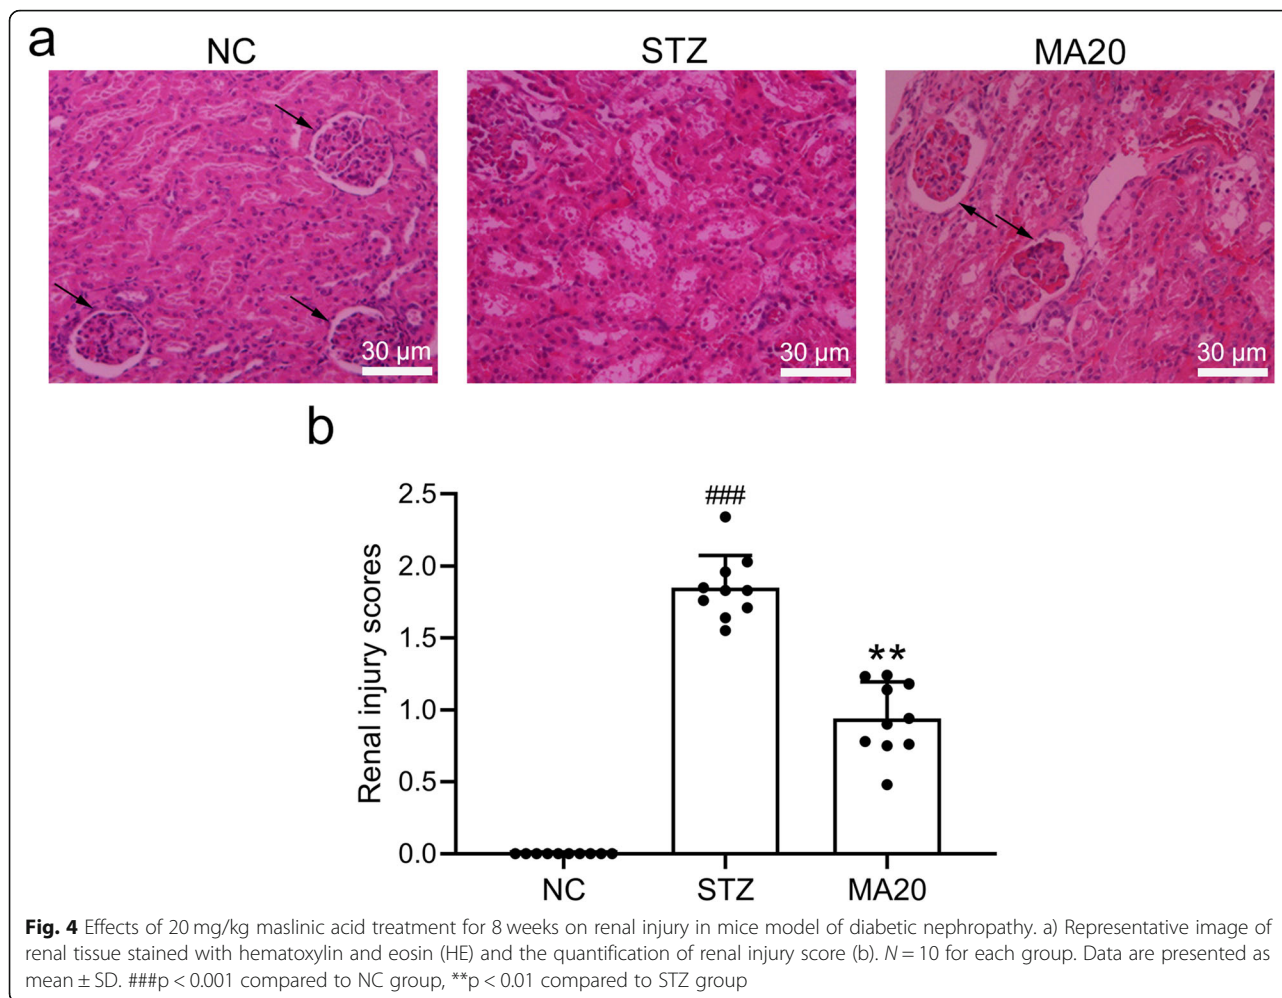 a
NC STZ MA20
30 µm 30 µm 30 µm
b
###
**
Renal injury scores
2.5
2.0
1.5
1.0
0.5
0.0
NC STZ MA20
Fig. 4 Effects of 20 mg/kg maslinic acid treatment for 8 weeks on renal injury in mice model of diabetic nephropathy. a) Representative image of
renal tissue stained with hematoxylin and eosin (HE) and the quantification of renal injury score (b). N = 10 for each group. Data are presented as
mean ± SD. ###p < 0.001 compared to NC group, **p < 0.01 compared to STZ group